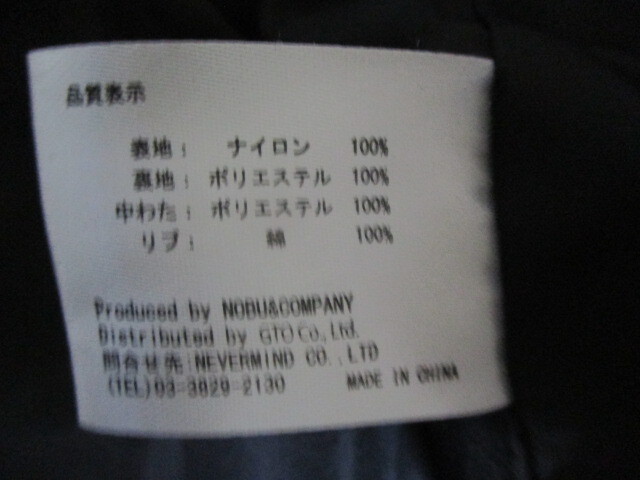 品質表示
表地: ナイロン 100%
裏地: ポリエステル 100%
中わた: ポリエステル 100%
リブ: 綿 100%
Produced by NOBU&COMPANY
Distributed by GTO Co,Ltd.
問合せ先:NEVERMIND CO.,LTD
(TEL)03-3829-2130 MADE IN CHINA